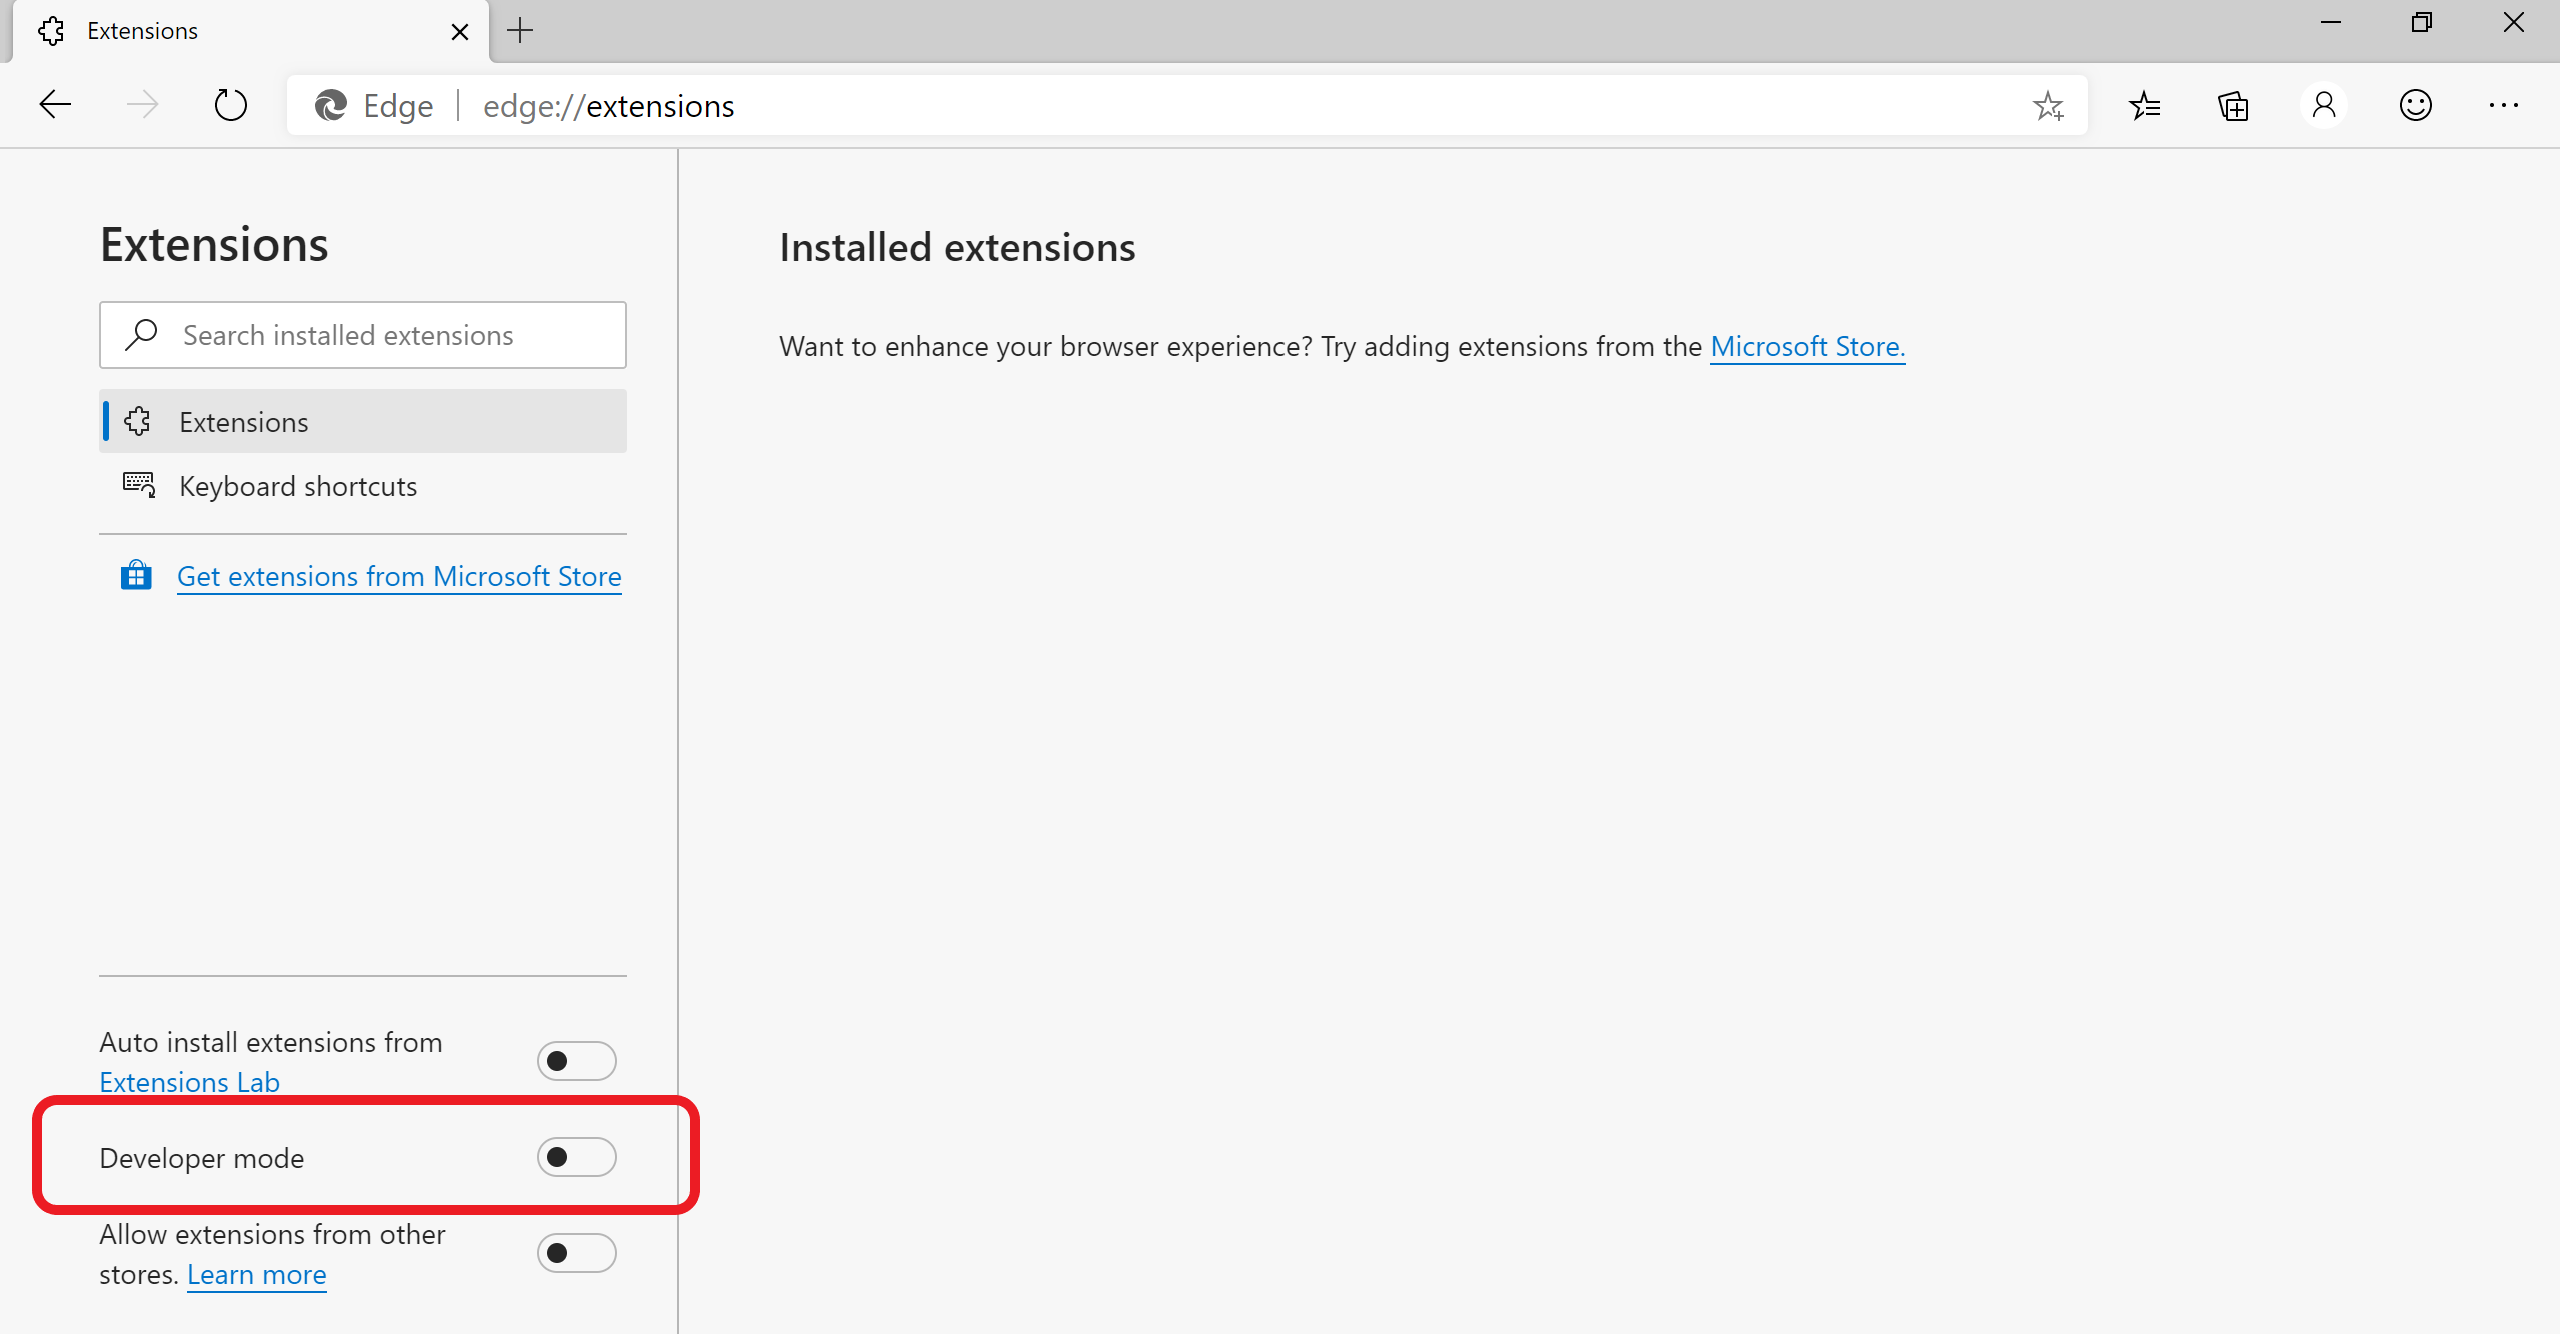 Extensions
Edge | edge://extensions
Extensions
Search installed extensions
Extensions
Keyboard shortcuts
Get extensions from Microsoft Store
Installed extensions
Want to enhance your browser experience? Try adding extensions from the Microsoft Store.
Auto install extensions from
Extensions Lab
Developer mode
Allow extensions from other
stores. Learn more